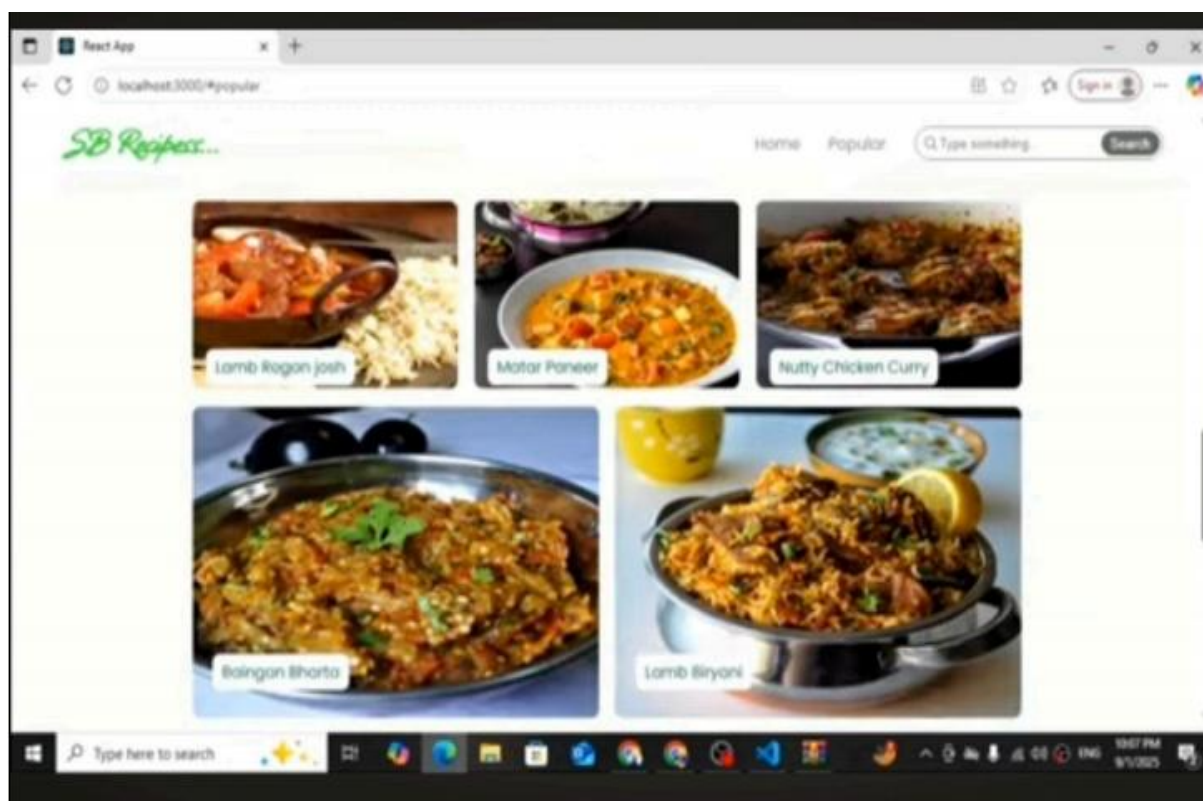 React App
localhost:3000/#popular
Sign in
SB Recipess...
Home Popular Type something... Search
Lamb Rogan josh Matar Paneer Nutty Chicken Curry
Baingan Bharta Lamb Biryani
Type here to search
ENG
10:07 PM
9/1/2025